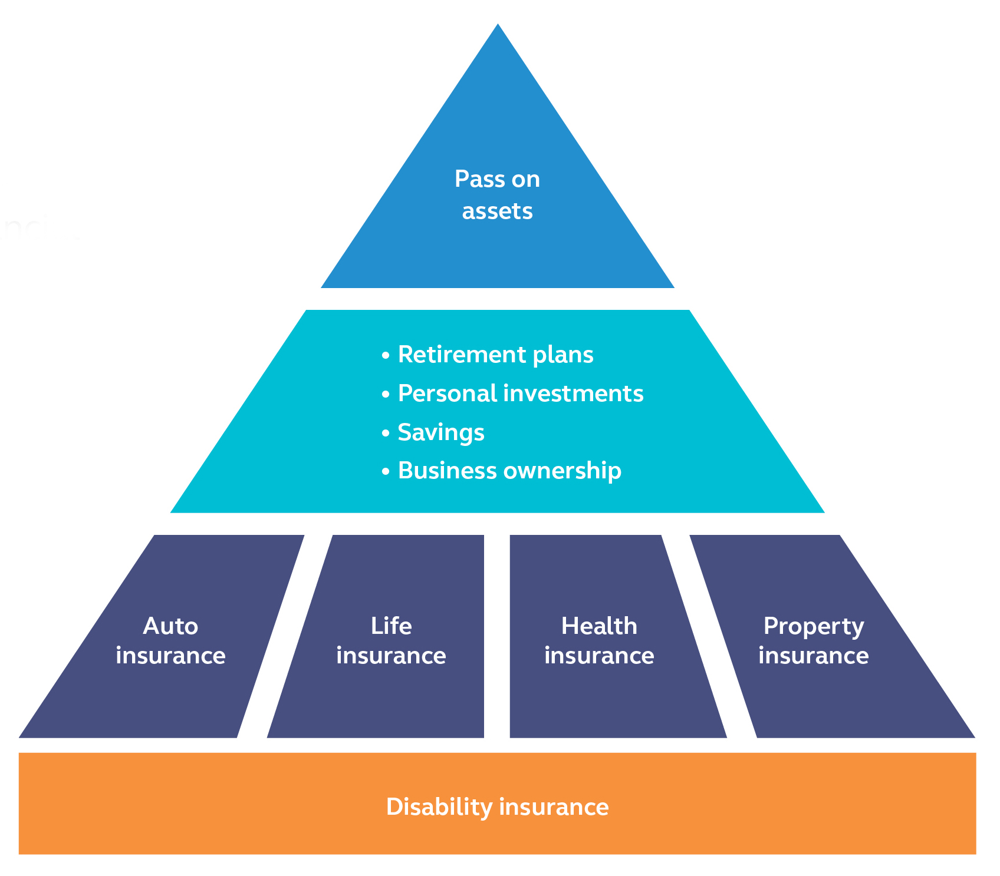 Pass on
assets
• Retirement plans
• Personal investments
• Savings
• Business ownership
Auto
insurance
Life
insurance
Health
insurance
Property
insurance
Disability insurance